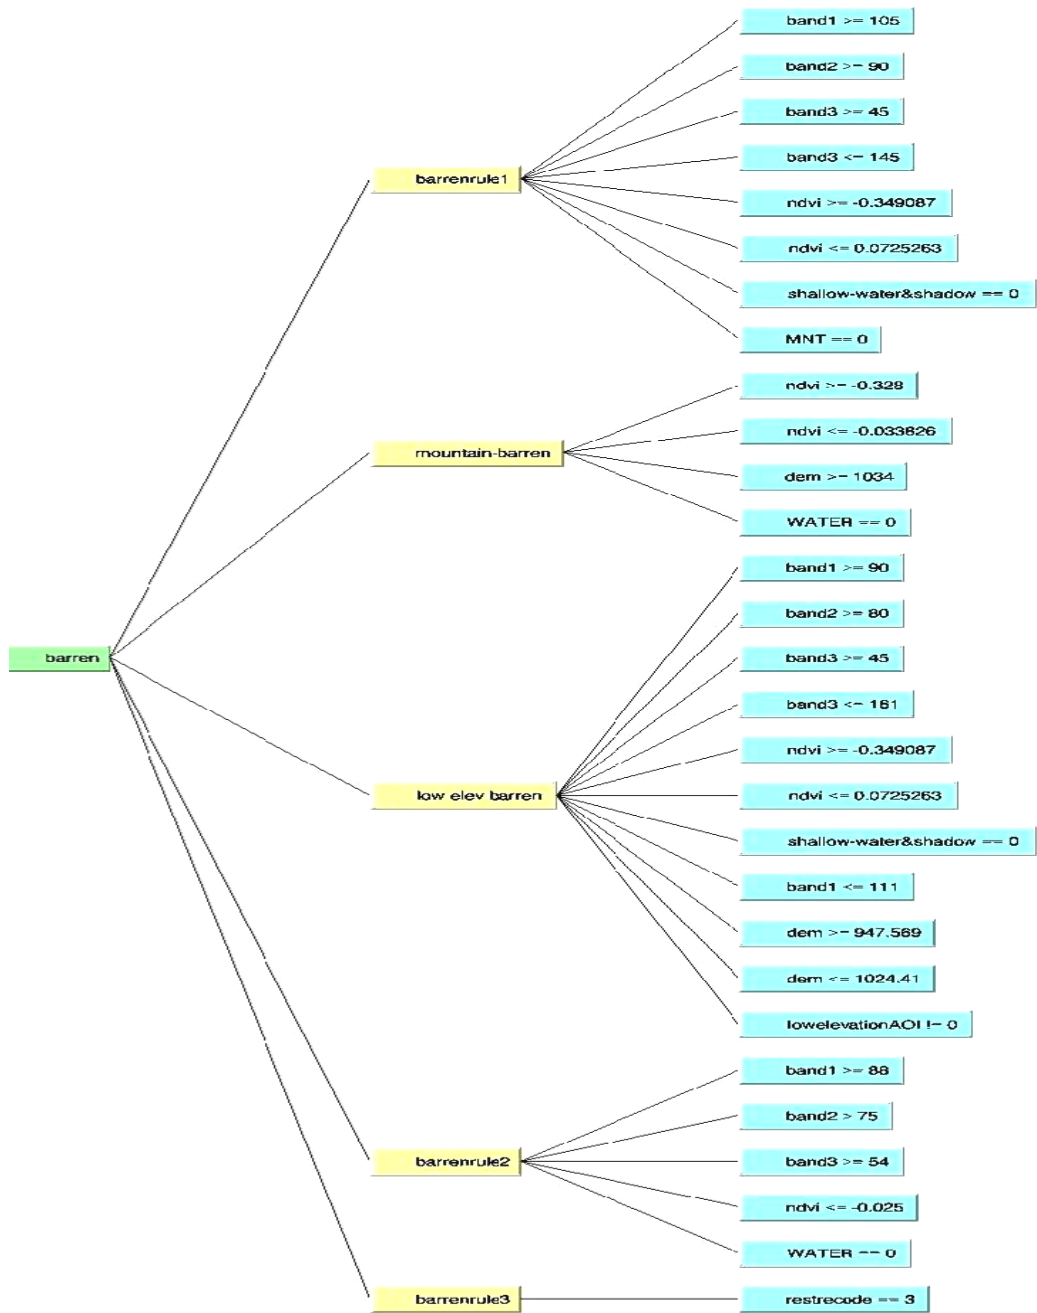 barren
barrenrule1
band1 >= 105
band2 >= 90
band3 >= 45
band3 <= 145
ndvi >= -0.349087
ndvi <= 0.0725263
shallow-water&shadow == 0
MNT == 0
mountain-barren
ndvi >= -0.328
ndvi <= -0.033826
dem >= 1034
WATER == 0
low elev barren
band1 >= 90
band2 >= 80
band3 >= 45
band3 <= 161
ndvi >= -0.349087
ndvi <= 0.0725263
shallow-water&shadow == 0
band1 <= 111
dem >= 947.569
dem <= 1024.41
lowelevationAOI != 0
barrenrule2
band1 >= 88
band2 > 75
band3 >= 54
ndvi <= -0.025
WATER == 0
barrenrule3
restrecode == 3